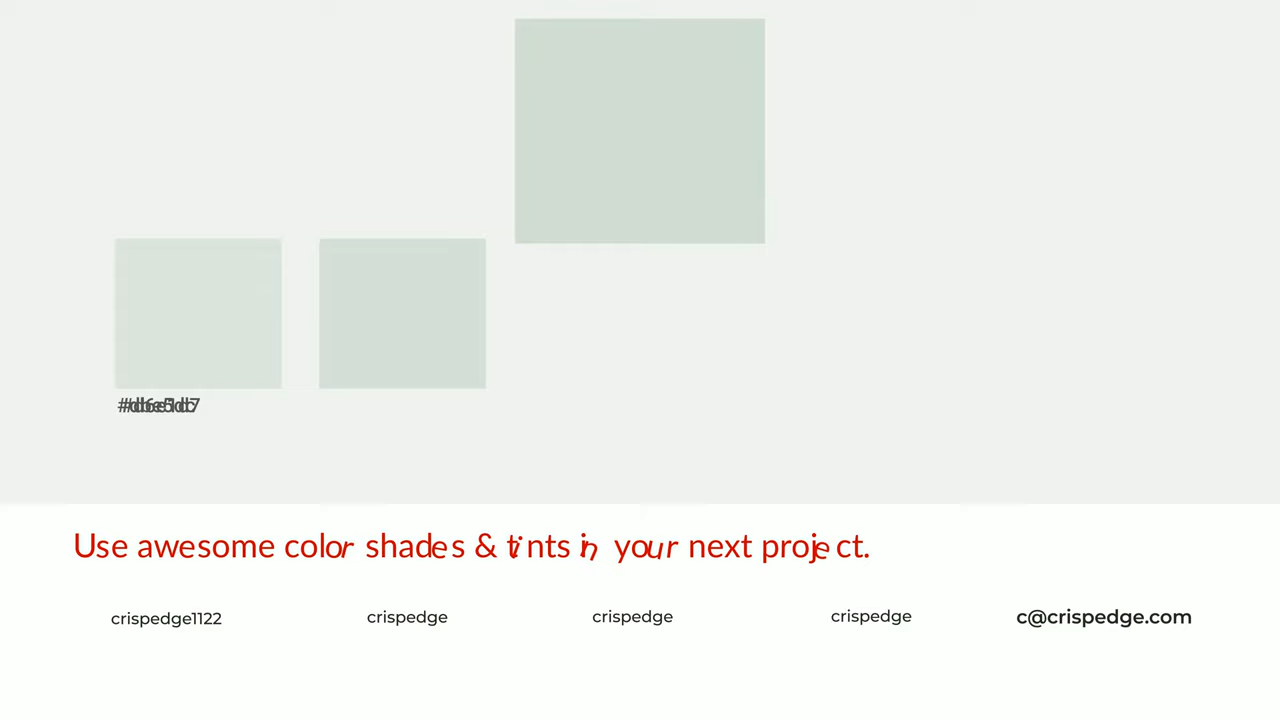 Use awesome color shades & tints in your next project.
crispedge1122 crispedge crispedge crispedge c@crispedge.com